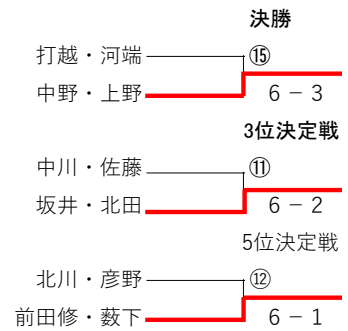 決勝
打越・河端 ⑮
中野・上野 6－3
3位決定戦
中川・佐藤 ⑪
坂井・北田 6－2
5位決定戦
北川・彦野 ⑫
前田修・薮下 6－1